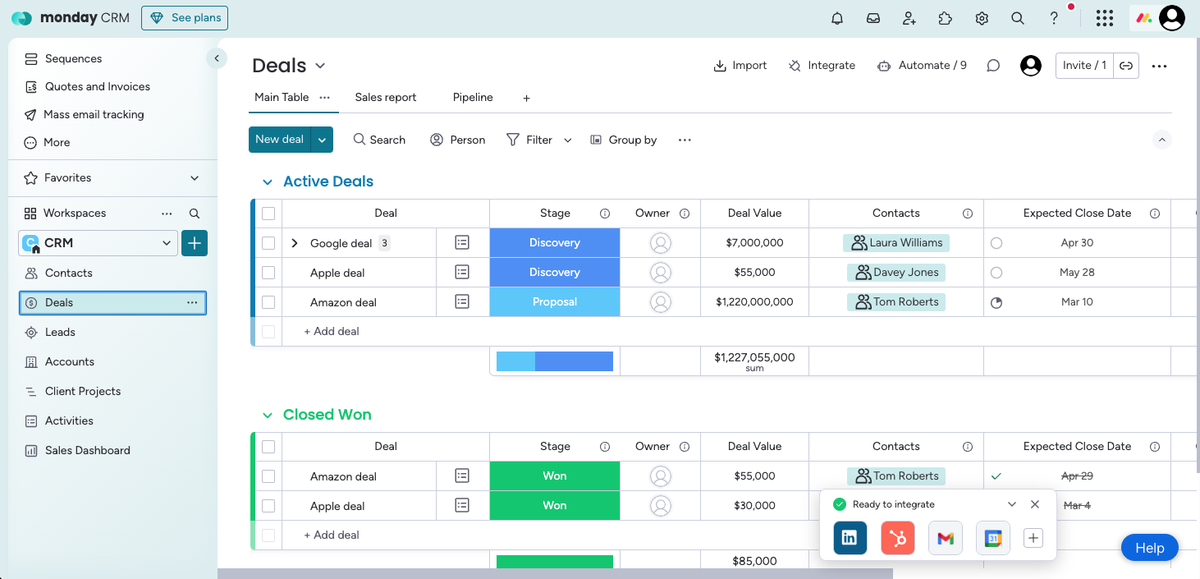 monday CRM
See plans
Sequences
Quotes and Invoices
Mass email tracking
More
Favorites
Workspaces
C
CRM
Contacts
Deals
Leads
Accounts
Client Projects
Activities
Sales Dashboard
Deals
Import
Integrate
Automate / 9
Invite / 1
Main Table
Sales report
Pipeline
+
New deal
Search
Person
Filter
Group by
Active Deals
Deal Stage Owner Deal Value Contacts Expected Close Date
Google deal 3 Discovery $7,000,000 Laura Williams Apr 30
Apple deal Discovery $55,000 Davey Jones May 28
Amazon deal Proposal $1,220,000,000 Tom Roberts Mar 10
+ Add deal
$1,227,055,000
sum
Closed Won
Deal Stage Owner Deal Value Contacts Expected Close Date
Amazon deal Won $55,000 Tom Roberts Apr 29
Apple deal Won $30,000 Mar 4
+ Add deal
$85,000
Ready to integrate
in
31
Help